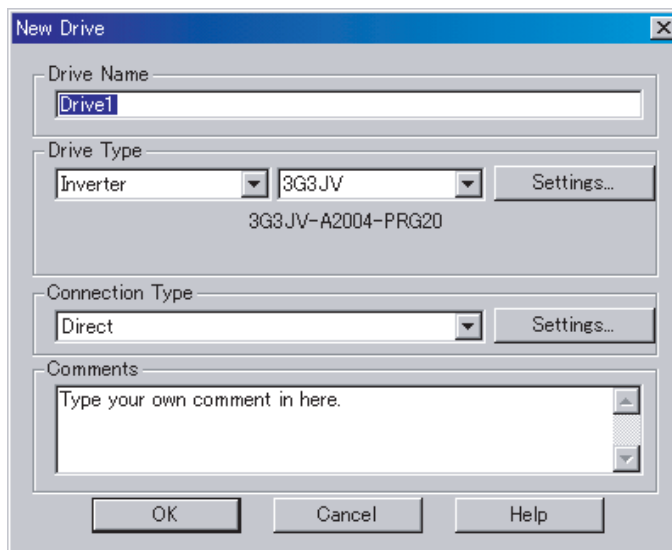 New Drive
Drive Name
Drive1
Drive Type
Inverter 3G3JV Settings...
3G3JV-A2004-PRG20
Connection Type
Direct Settings...
Comments
Type your own comment in here.
OK Cancel Help